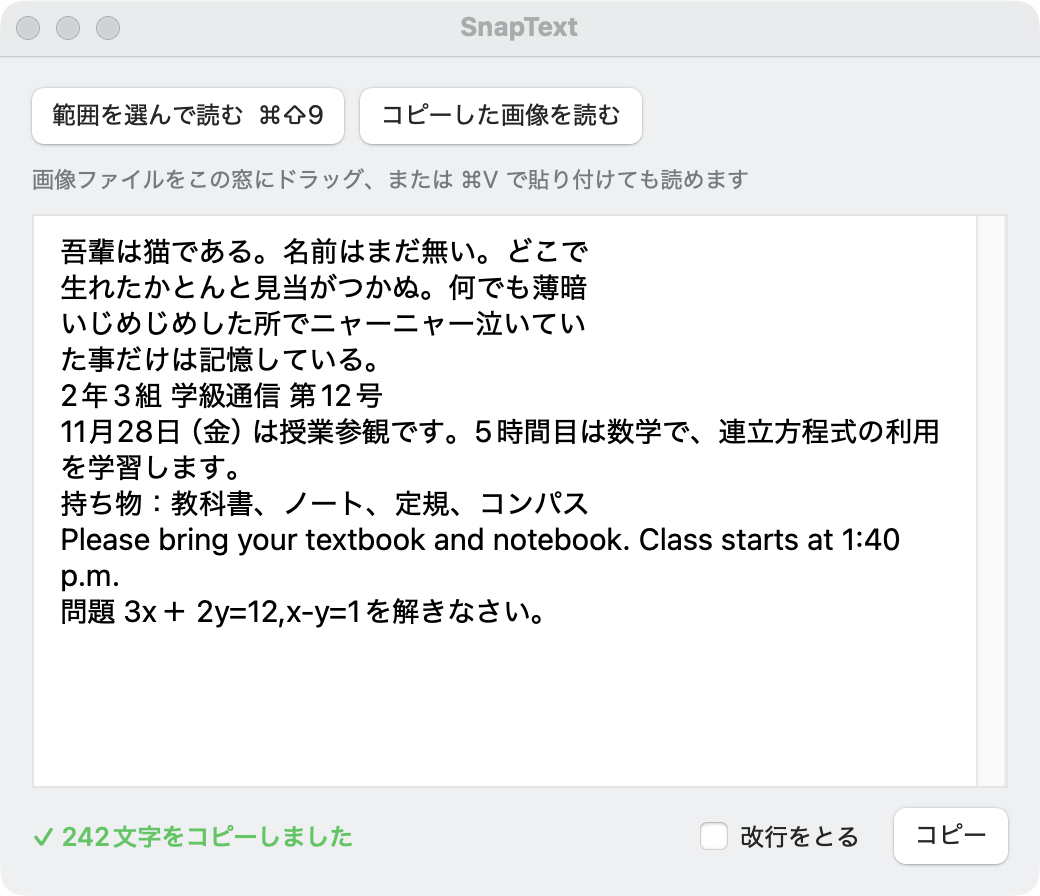 SnapText
範囲を選んで読む ⌘⇧9
コピーした画像を読む
画像ファイルをこの窓にドラッグ、または ⌘V で貼り付けても読めます
吾輩は猫である。名前はまだ無い。どこで
生れたかとんと見当がつかぬ。何でも薄暗
いじめじめした所でニャーニャー泣いてい
た事だけは記憶している。
2年3組 学級通信 第12号
11月28日（金）は授業参観です。5時間目は数学で、連立方程式の利用
を学習します。
持ち物：教科書、ノート、定規、コンパス
Please bring your textbook and notebook. Class starts at 1:40
p.m.
問題 3x＋ 2y=12,x-y=1を解きなさい。
✓ 242文字をコピーしました
改行をとる
コピー